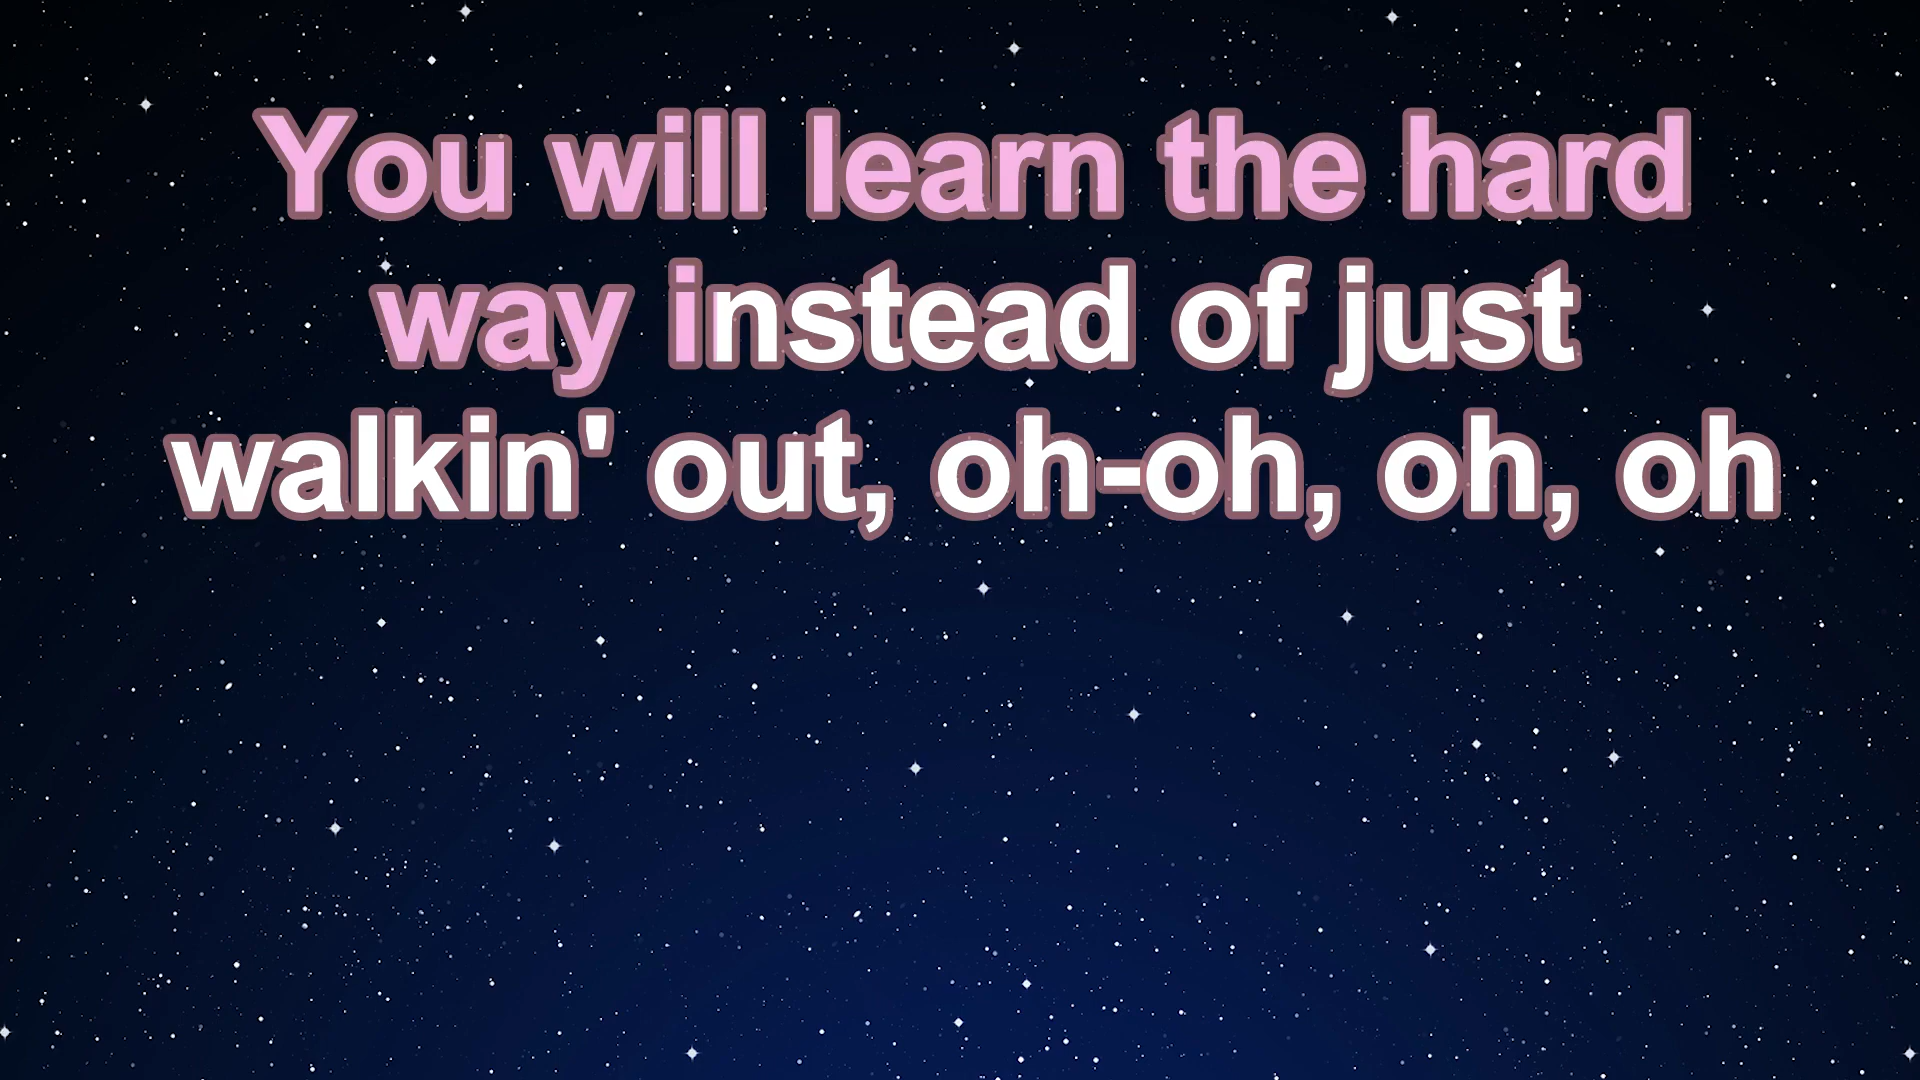 You will learn the hard
way instead of just
walkin' out, oh-oh, oh, oh